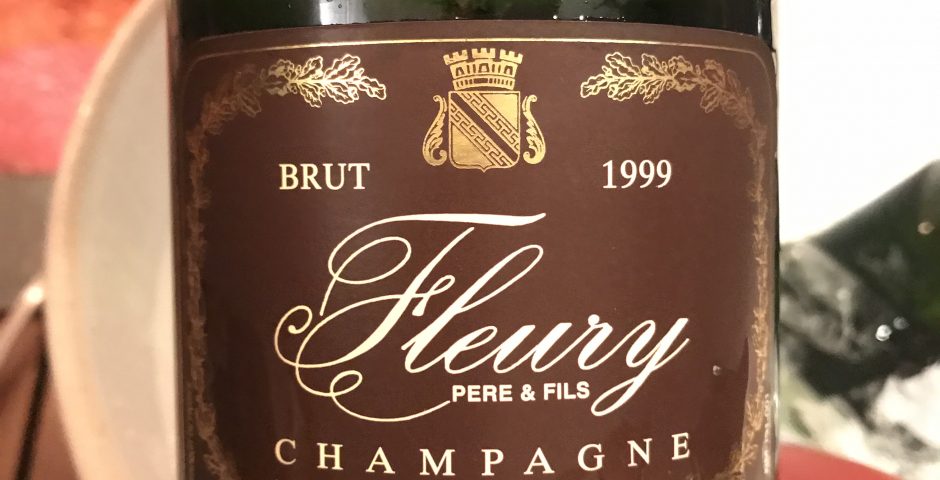 BRUT 1999
Fleury
PERE & FILS
CHAMPAGNE